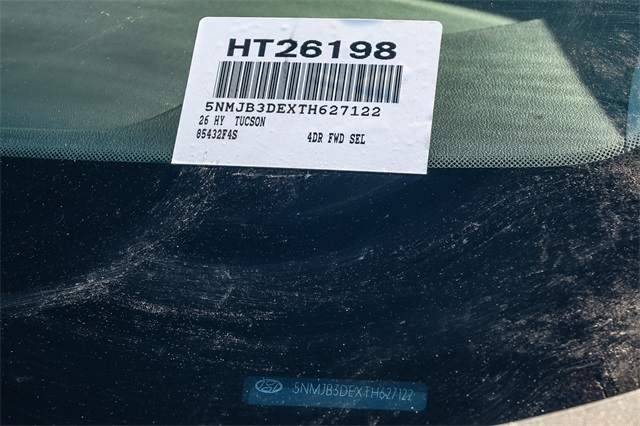 HT26198
5NMJB3DEXTH627122
26 HY TUCSON
85432F4S 4DR FWD SEL
5NMJB3DEXTH627122